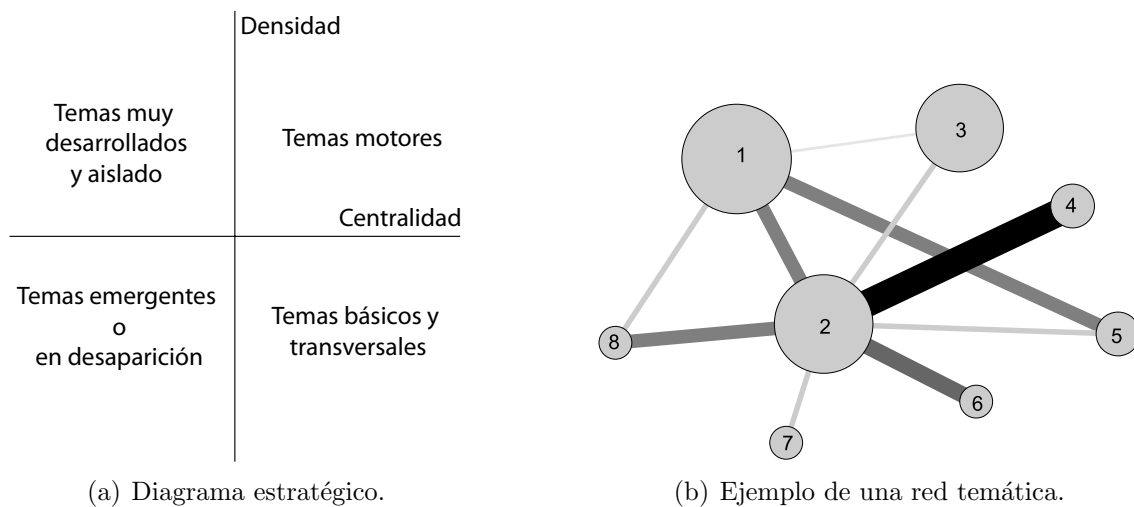 Densidad
Temas muy
desarrollados
y aislado
Temas motores
Centralidad
Temas emergentes
o
en desaparición
Temas básicos y
transversales
(a) Diagrama estratégico.
1
3
4
2
5
8
6
7
(b) Ejemplo de una red temática.